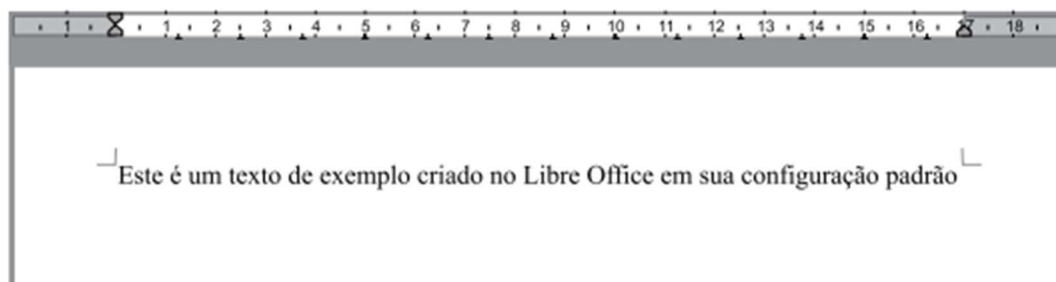 1 1 2 3 4 5 6 7 8 9 10 11 12 13 14 15 16 17 18
Este é um texto de exemplo criado no Libre Office em sua configuração padrão